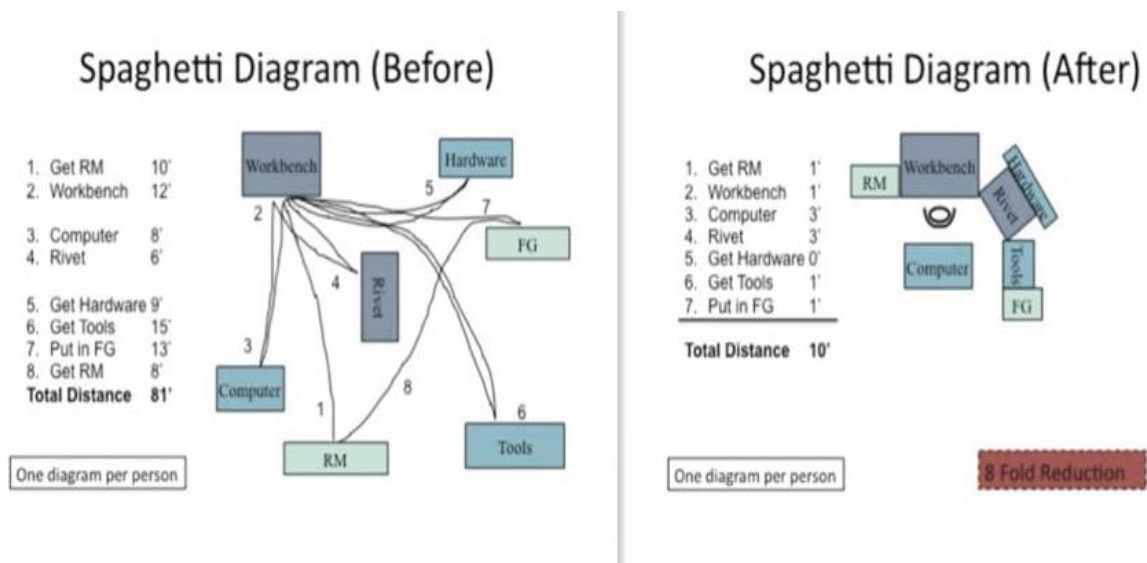 Spaghetti Diagram (Before)
1. Get RM 10'
2. Workbench 12'
3. Computer 8'
4. Rivet 6'
5. Get Hardware 9'
6. Get Tools 15'
7. Put in FG 13'
8. Get RM 8'
Total Distance 81'
Workbench
Hardware
5
7
2
FG
4
Rivet
3
Computer
8
1
6
Tools
RM
One diagram per person
Spaghetti Diagram (After)
1. Get RM 1'
2. Workbench 1'
3. Computer 3'
4. Rivet 3'
5. Get Hardware 0'
6. Get Tools 1'
7. Put in FG 1'
Total Distance 10'
Workbench
RM
Hardware
Rivet
Computer
Tools
FG
One diagram per person
8 Fold Reduction